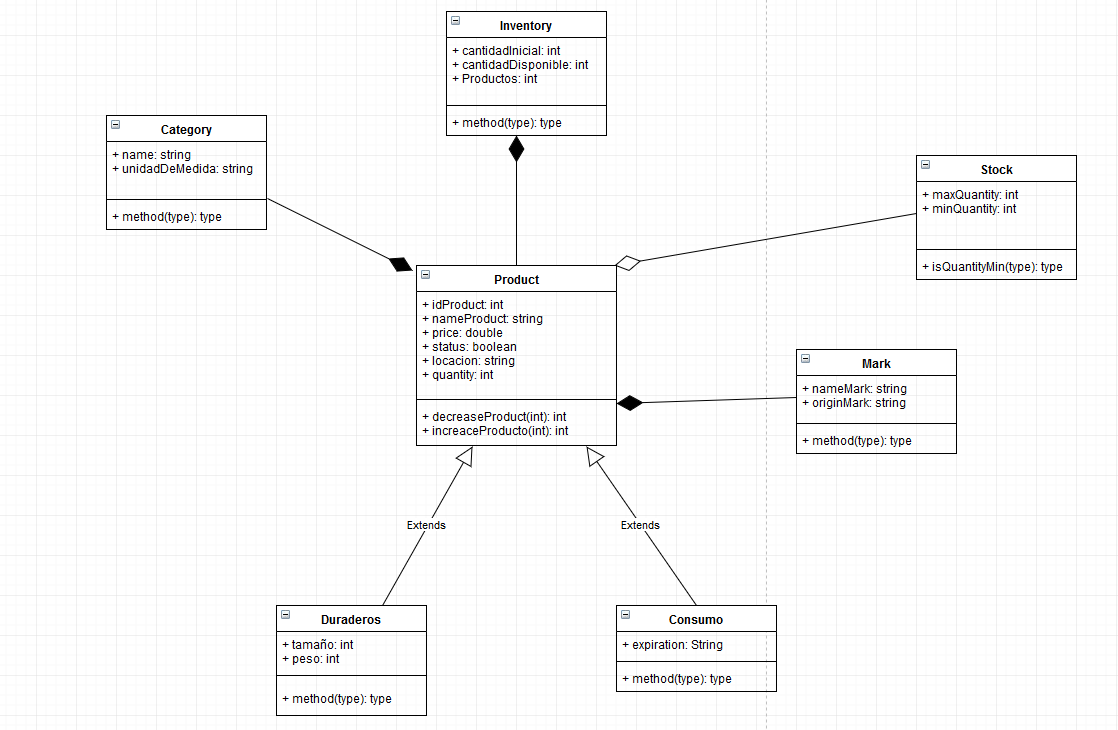 Inventory
+ cantidadInicial: int
+ cantidadDisponible: int
+ Productos: int
+ method(type): type
Category
+ name: string
+ unidadDeMedida: string
+ method(type): type
Stock
+ maxQuantity: int
+ minQuantity: int
+ isQuantityMin(type): type
Product
+ idProduct: int
+ nameProduct: string
+ price: double
+ status: boolean
+ locacion: string
+ quantity: int
+ decreaseProduct(int): int
+ increaceProducto(int): int
Mark
+ nameMark: string
+ originMark: string
+ method(type): type
Extends
Extends
Duraderos
+ tamaño: int
+ peso: int
+ method(type): type
Consumo
+ expiration: String
+ method(type): type